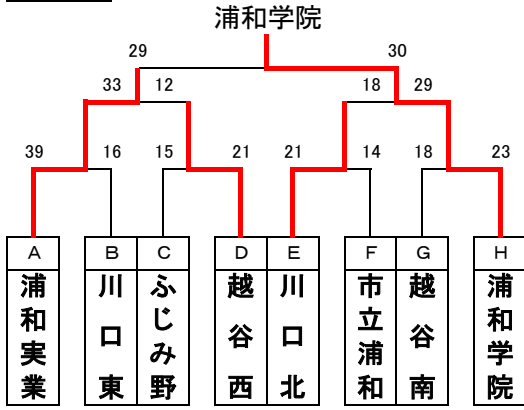 浦和学院
29 30
33 12 18 29
39 16 15 21 21 14 18 23
A B C D E F G H
浦和実業 川口東 ふじみ野 越谷西 川口北 市立浦和 越谷南 浦和学院